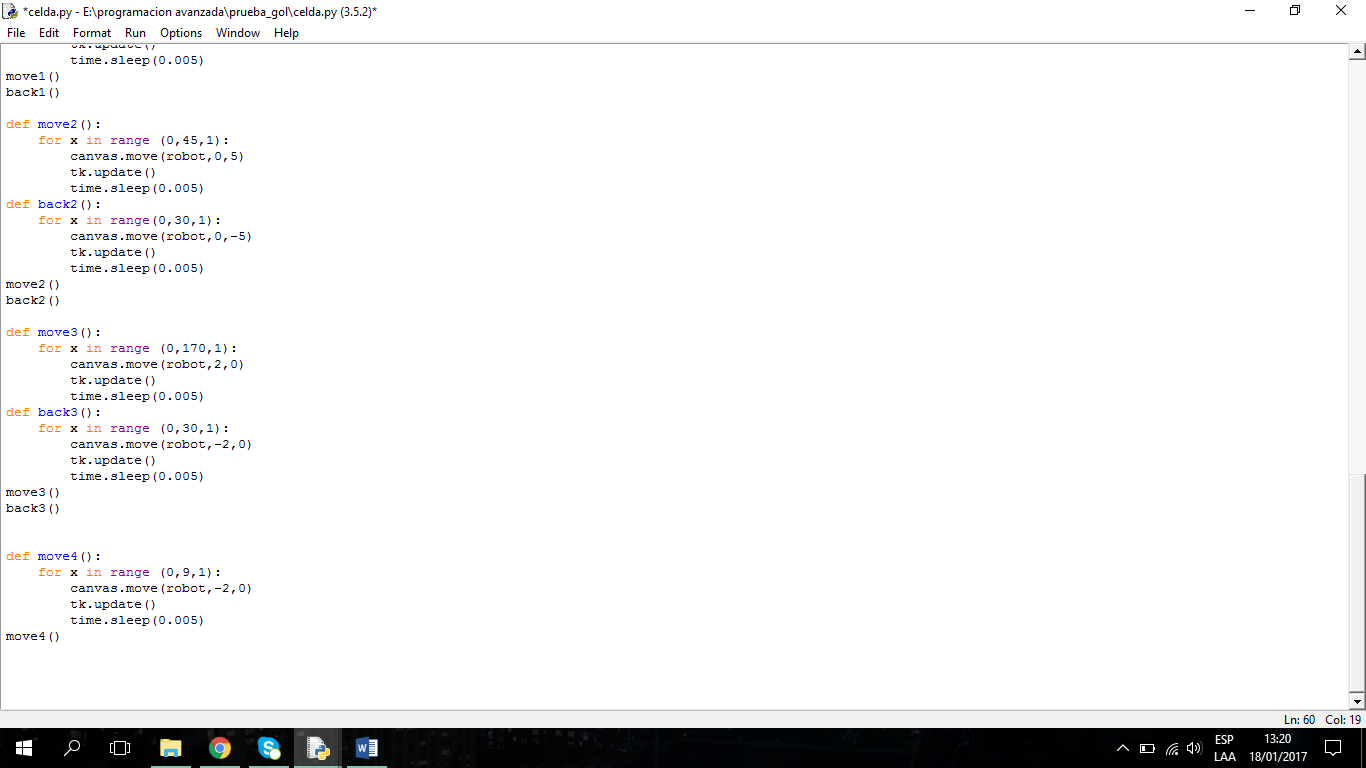 *celda.py - E:\programacion avanzada\prueba_gol\celda.py (3.5.2)*
File Edit Format Run Options Window Help
tk.update()
time.sleep(0.005)
move1()
back1()
def move2():
for x in range (0,45,1):
canvas.move(robot,0,5)
tk.update()
time.sleep(0.005)
def back2():
for x in range(0,30,1):
canvas.move(robot,0,-5)
tk.update()
time.sleep(0.005)
move2()
back2()
def move3():
for x in range (0,170,1):
canvas.move(robot,2,0)
tk.update()
time.sleep(0.005)
def back3():
for x in range (0,30,1):
canvas.move(robot,-2,0)
tk.update()
time.sleep(0.005)
move3()
back3()
def move4():
for x in range (0,9,1):
canvas.move(robot,-2,0)
tk.update()
time.sleep(0.005)
move4()
Ln: 60 Col: 19
ESP
LAA
13:20
18/01/2017